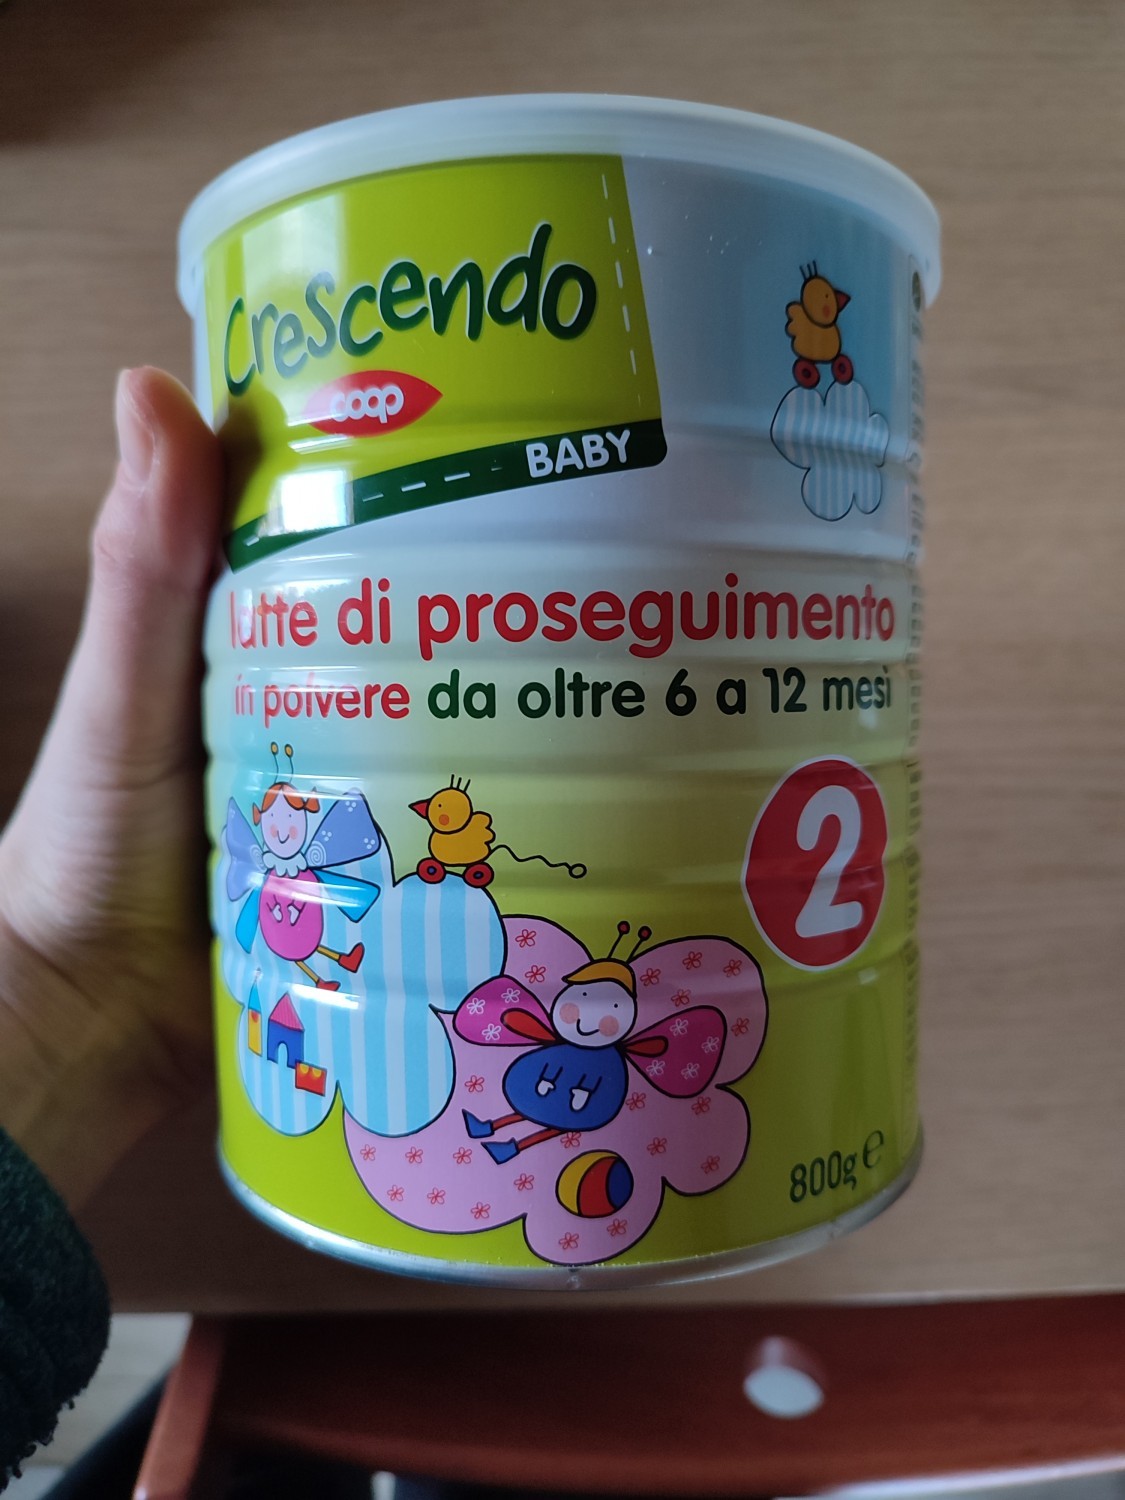 crescendo
coop
BABY
latte di proseguimento
in polvere da oltre 6 a 12 mesi
2
800g e